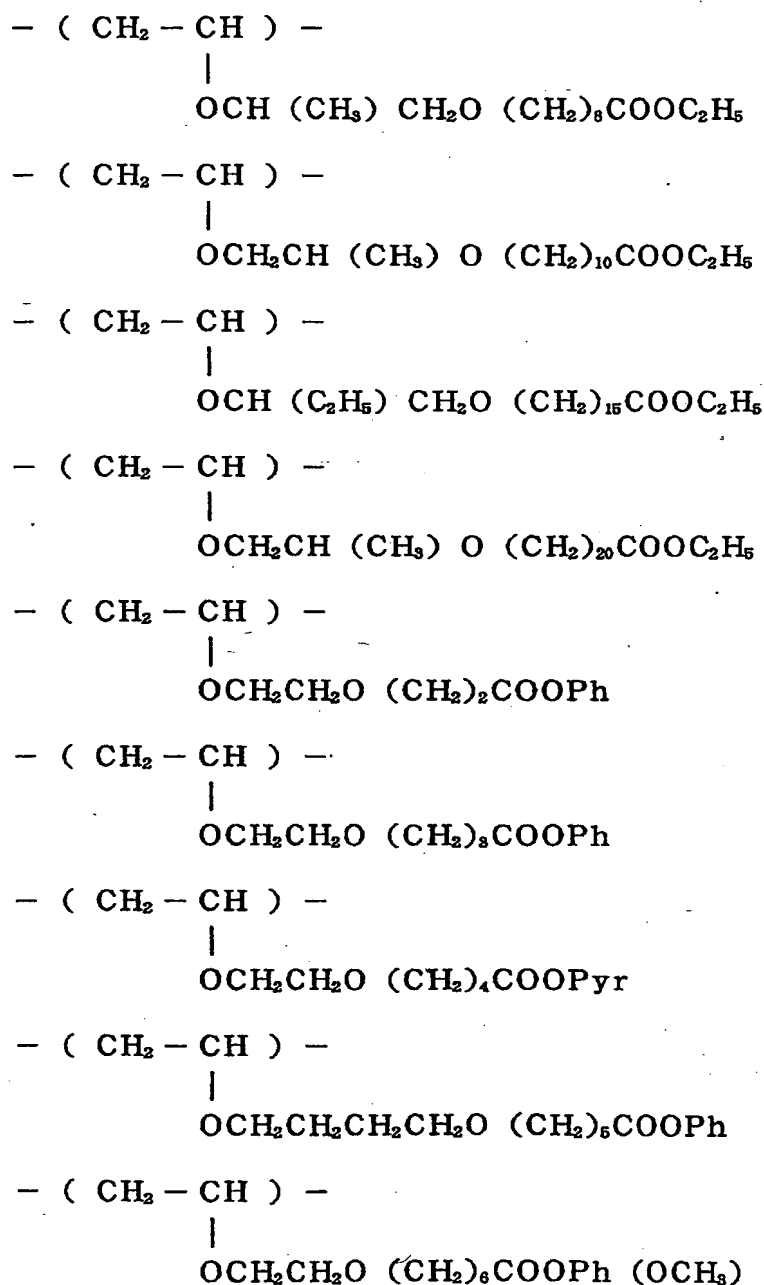 − ( CH₂ − CH ) −
|
OCH (CH₃) CH₂O (CH₂)₈COOC₂H₅
− ( CH₂ − CH ) −
|
OCH₂CH (CH₃) O (CH₂)₁₀COOC₂H₅
− ( CH₂ − CH ) −
|
OCH (C₂H₅) CH₂O (CH₂)₁₅COOC₂H₅
− ( CH₂ − CH ) −
|
OCH₂CH (CH₃) O (CH₂)₂₀COOC₂H₅
− ( CH₂ − CH ) −
|
OCH₂CH₂O (CH₂)₂COOPh
− ( CH₂ − CH ) −
|
OCH₂CH₂O (CH₂)₃COOPh
− ( CH₂ − CH ) −
|
OCH₂CH₂O (CH₂)₄COOPyr
− ( CH₂ − CH ) −
|
OCH₂CH₂CH₂CH₂O (CH₂)₅COOPh
− ( CH₂ − CH ) −
|
OCH₂CH₂O (CH₂)₆COOPh (OCH₃)